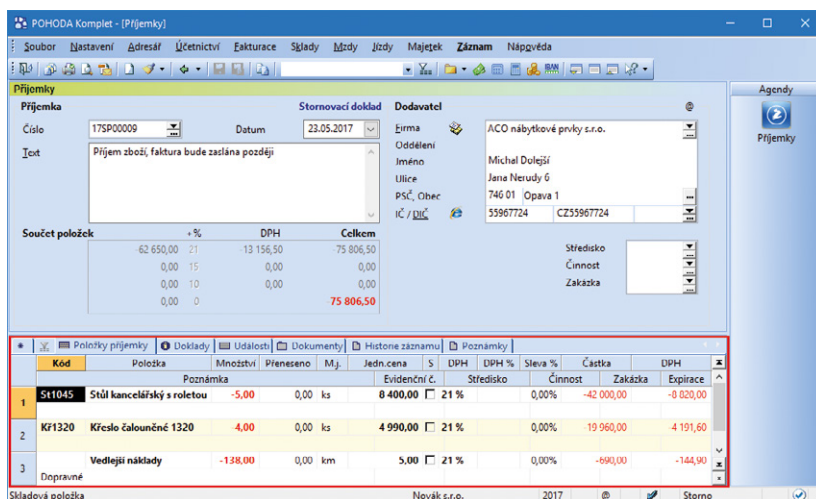 POHODA Komplet - [Příjemky]
Soubor Nastavení Adresář Účetnictví Fakturace Sklady Mzdy Jízdy Majetek Záznam Nápověda
Příjemky
Agendy
Příjemky
Příjemka Stornovací doklad
Číslo 17SP00009 Datum 23.05.2017
Text Příjem zboží, faktura bude zaslána později
Dodavatel @
Firma ACO nábytkové prvky s.r.o.
Oddělení
Jméno Michal Dolejší
Ulice Jana Nerudy 6
PSČ, Obec 746 01 Opava 1
IČ / DIČ 55967724 CZ55967724
Součet položek + % DPH Celkem
-62 650,00 21 -13 156,50 -75 806,50
0,00 15 0,00 0,00
0,00 10 0,00 0,00
0,00 0 -75 806,50
Středisko
Činnost
Zakázka
Položky příjemky Doklady Události Dokumenty Historie záznamu Poznámky
Kód Položka Množství Přeneseno M.j. Jedn.cena S DPH DPH % Sleva % Částka DPH
Poznámka Evidenční č. Středisko Činnost Zakázka Expirace
1 St1045 Stůl kancelářský s roletou -5,00 0,00 ks 8 400,00 21 % 0,00% -42 000,00 -8 820,00
2 Kř1320 Křeslo čalouněné 1320 -4,00 0,00 ks 4 990,00 21 % 0,00% -19 960,00 -4 191,60
3 Vedlejší náklady -138,00 0,00 km 5,00 21 % 0,00% -690,00 -144,90
Dopravné
Skladová položka Novák s.r.o. 2017 @ Storno